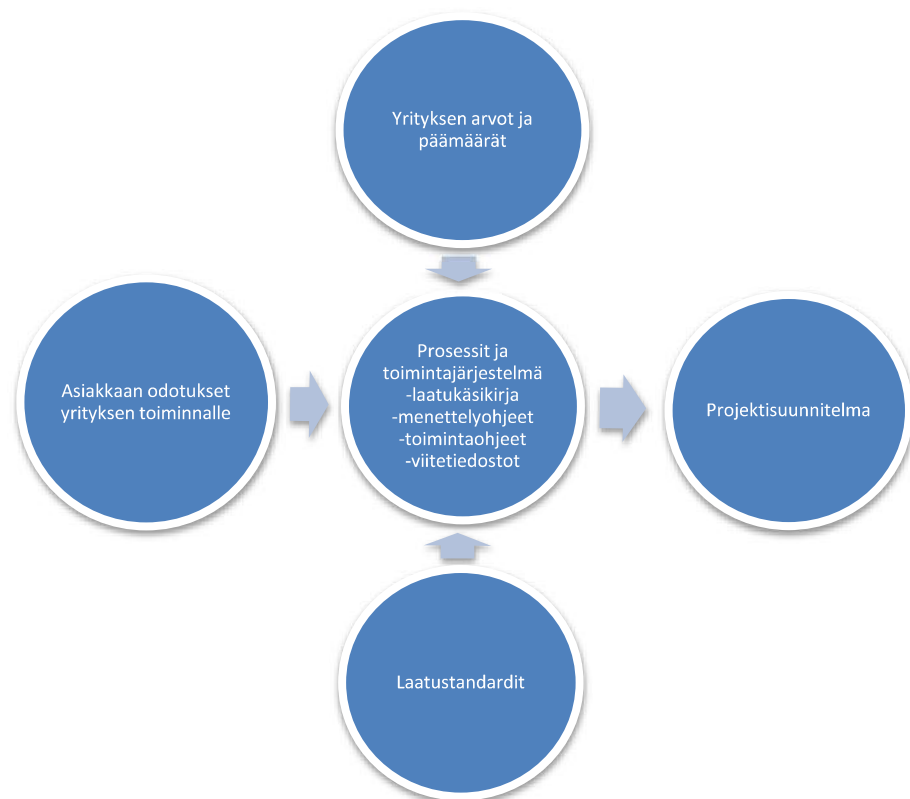 Yrityksen arvot ja
päämäärät
Asiakkaan odotukset
yrityksen toiminnalle
Prosessit ja
toimintajärjestelmä
-laatukäsikirja
-menettelyohjeet
-toimintaohjeet
-viitetiedostot
Projektisuunnitelma
Laatustandardit